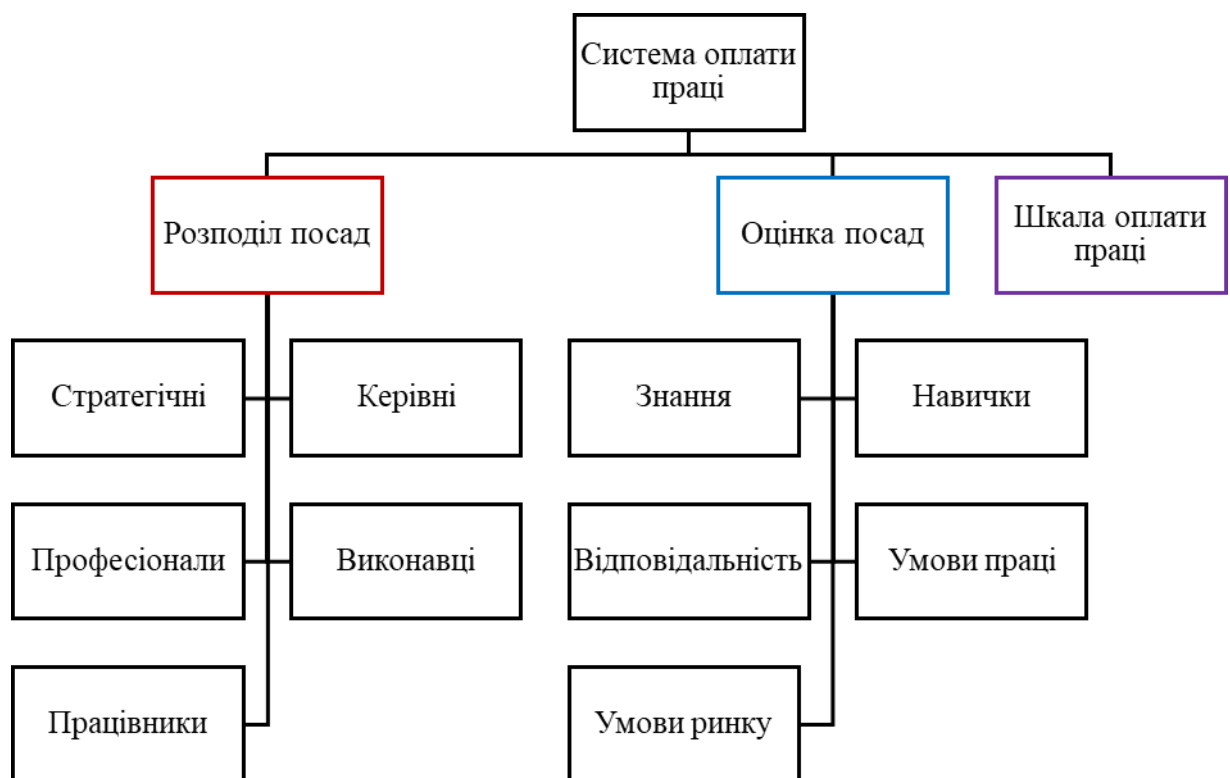 Система оплати
праці
Розподіл посад
Оцінка посад
Шкала оплати
праці
Стратегічні
Керівні
Знання
Навички
Професіонали
Виконавці
Відповідальність
Умови праці
Працівники
Умови ринку